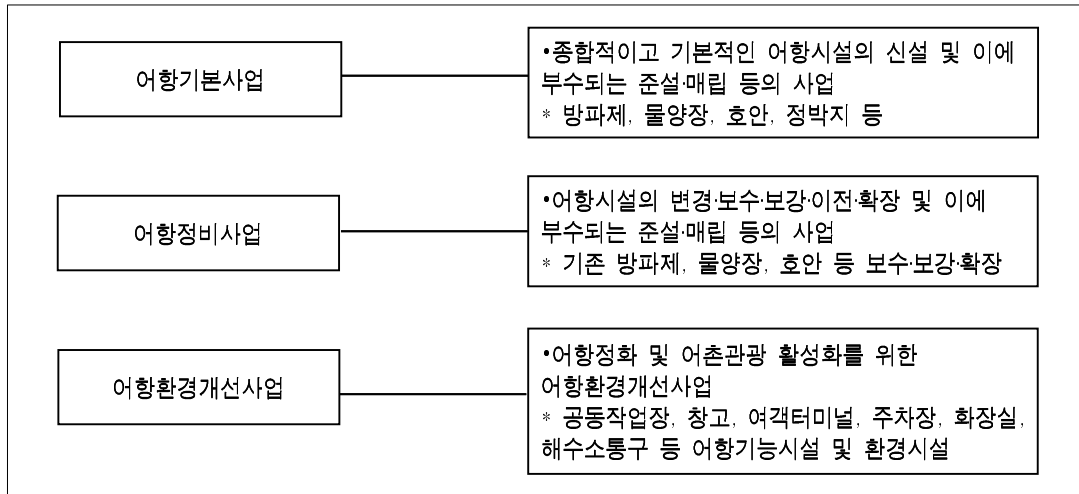 어항기본사업
•종합적이고 기본적인 어항시설의 신설 및 이에
부수되는 준설·매립 등의 사업
* 방파제, 물양장, 호안, 정박지 등
어항정비사업
•어항시설의 변경·보수·보강·이전·확장 및 이에
부수되는 준설·매립 등의 사업
* 기존 방파제, 물양장, 호안 등 보수·보강·확장
어항환경개선사업
•어항정화 및 어촌관광 활성화를 위한
어항환경개선사업
* 공동작업장, 창고, 여객터미널, 주차장, 화장실,
해수소통구 등 어항기능시설 및 환경시설